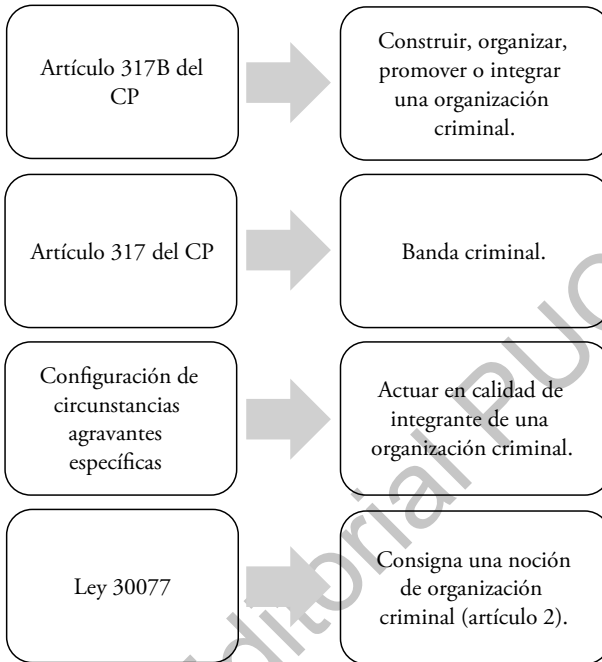 Artículo 317B del
CP
Construir, organizar,
promover o integrar
una organización
criminal.
Artículo 317 del CP
Banda criminal.
Configuración de
circunstancias
agravantes
específicas
Actuar en calidad de
integrante de una
organización criminal.
Ley 30077
Consigna una noción
de organización
criminal (artículo 2).